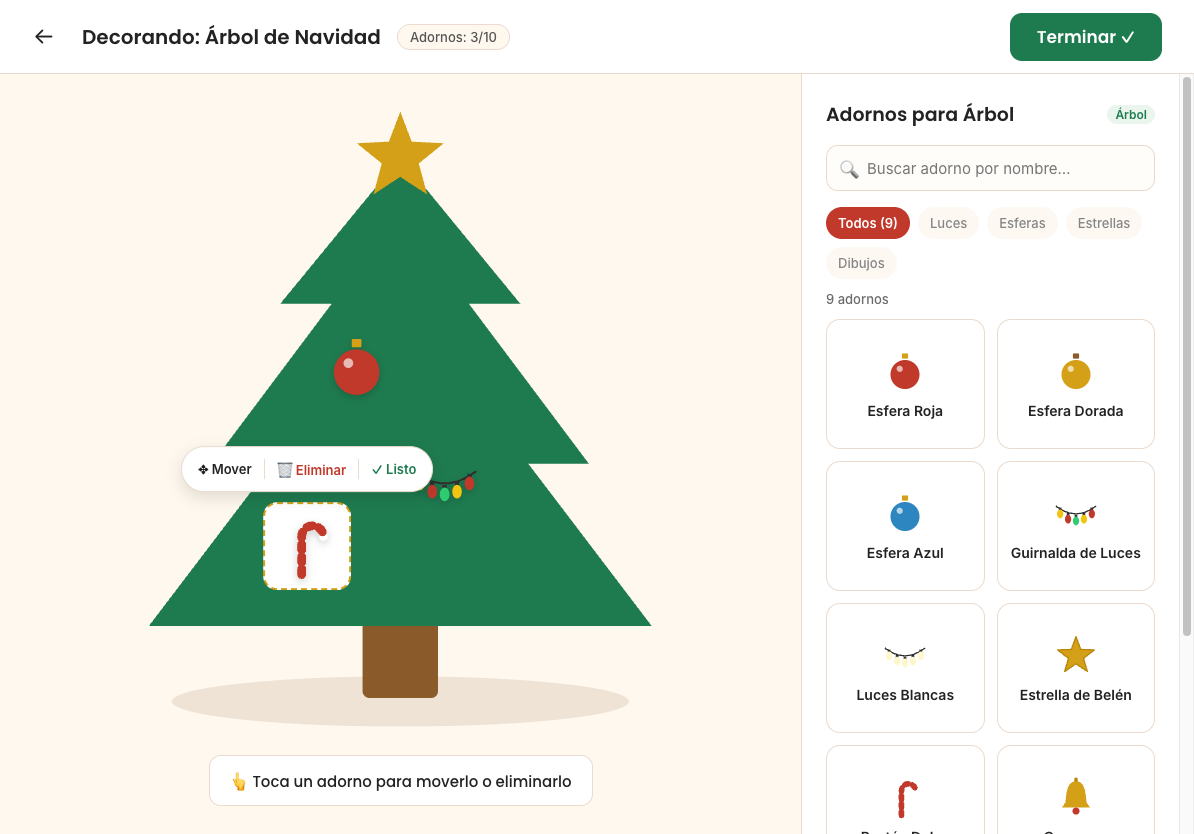 Decorando: Árbol de Navidad
Adornos: 3/10
Terminar ✓
Mover
Eliminar
✓ Listo
Toca un adorno para moverlo o eliminarlo
Adornos para Árbol
Árbol
Buscar adorno por nombre...
Todos (9)
Luces
Esferas
Estrellas
Dibujos
9 adornos
Esfera Roja
Esfera Dorada
Esfera Azul
Guirnalda de Luces
Luces Blancas
Estrella de Belén